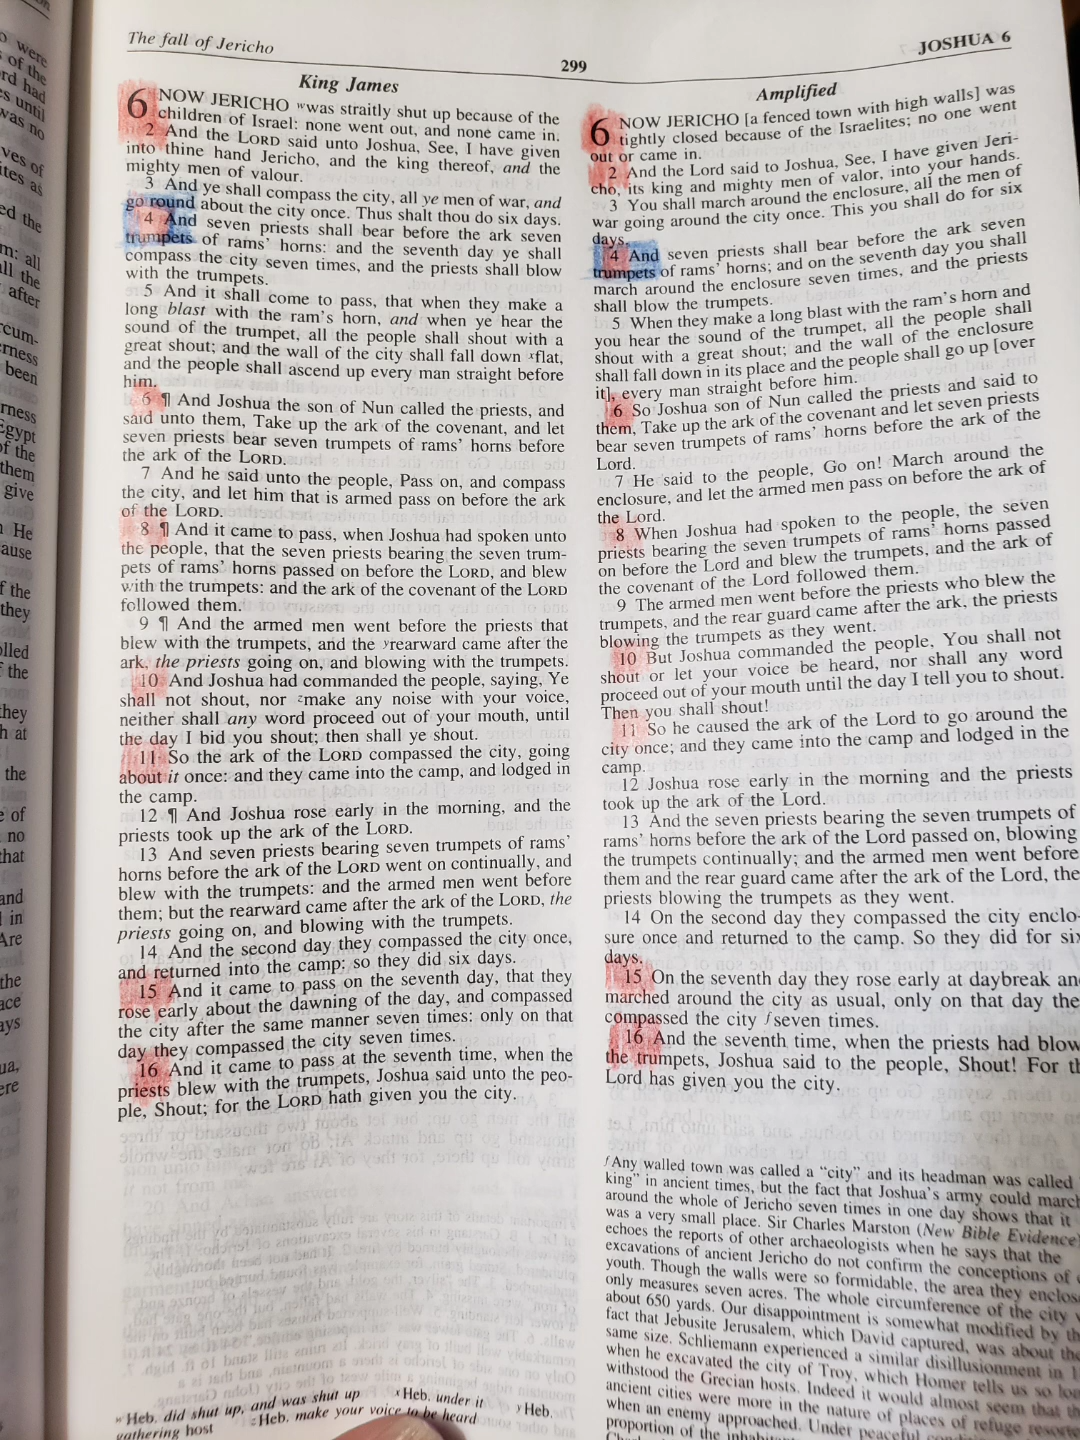 The fall of Jericho
299
JOSHUA 6
King James
6 NOW JERICHO ʷwas straitly shut up because of the
children of Israel: none went out, and none came in.
2 And the LORD said unto Joshua, See, I have given
into thine hand Jericho, and the king thereof, and the
mighty men of valour.
3 And ye shall compass the city, all ye men of war, and
go round about the city once. Thus shalt thou do six days.
4 And seven priests shall bear before the ark seven
trumpets of rams' horns: and the seventh day ye shall
compass the city seven times, and the priests shall blow
with the trumpets.
5 And it shall come to pass, that when they make a
long blast with the ram's horn, and when ye hear the
sound of the trumpet, all the people shall shout with a
great shout; and the wall of the city shall fall down ˣflat,
and the people shall ascend up every man straight before
him.
6 ¶ And Joshua the son of Nun called the priests, and
said unto them, Take up the ark of the covenant, and let
seven priests bear seven trumpets of rams' horns before
the ark of the LORD.
7 And he said unto the people, Pass on, and compass
the city, and let him that is armed pass on before the ark
of the LORD.
8 ¶ And it came to pass, when Joshua had spoken unto
the people, that the seven priests bearing the seven trum-
pets of rams' horns passed on before the LORD, and blew
with the trumpets: and the ark of the covenant of the LORD
followed them.
9 ¶ And the armed men went before the priests that
blew with the trumpets, and the ʸrearward came after the
ark, the priests going on, and blowing with the trumpets.
10 And Joshua had commanded the people, saying, Ye
shall not shout, nor ᶻmake any noise with your voice,
neither shall any word proceed out of your mouth, until
the day I bid you shout; then shall ye shout.
11 So the ark of the LORD compassed the city, going
about it once: and they came into the camp, and lodged in
the camp.
12 ¶ And Joshua rose early in the morning, and the
priests took up the ark of the LORD.
13 And seven priests bearing seven trumpets of rams'
horns before the ark of the LORD went on continually, and
blew with the trumpets: and the armed men went before
them; but the rearward came after the ark of the LORD, the
priests going on, and blowing with the trumpets.
14 And the second day they compassed the city once,
and returned into the camp: so they did six days.
15 And it came to pass on the seventh day, that they
rose early about the dawning of the day, and compassed
the city after the same manner seven times: only on that
day they compassed the city seven times.
16 And it came to pass at the seventh time, when the
priests blew with the trumpets, Joshua said unto the peo-
ple, Shout; for the LORD hath given you the city.
ʷ Heb. did shut up, and was shut up ˣ Heb. under it ʸ Heb.
gathering host ᶻ Heb. make your voice to be heard
Amplified
6 NOW JERICHO [a fenced town with high walls] was
tightly closed because of the Israelites; no one went
out or came in.
2 And the Lord said to Joshua, See, I have given Jeri-
cho, its king and mighty men of valor, into your hands.
3 You shall march around the enclosure, all the men of
war going around the city once. This you shall do for six
days.
4 And seven priests shall bear before the ark seven
trumpets of rams' horns; and on the seventh day you shall
march around the enclosure seven times, and the priests
shall blow the trumpets.
5 When they make a long blast with the ram's horn and
you hear the sound of the trumpet, all the people shall
shout with a great shout; and the wall of the enclosure
shall fall down in its place and the people shall go up [over
it], every man straight before him.
6 So Joshua son of Nun called the priests and said to
them, Take up the ark of the covenant and let seven priests
bear seven trumpets of rams' horns before the ark of the
Lord.
7 He said to the people, Go on! March around the
enclosure, and let the armed men pass on before the ark of
the Lord.
8 When Joshua had spoken to the people, the seven
priests bearing the seven trumpets of rams' horns passed
on before the Lord and blew the trumpets, and the ark of
the covenant of the Lord followed them.
9 The armed men went before the priests who blew the
trumpets, and the rear guard came after the ark, the priests
blowing the trumpets as they went.
10 But Joshua commanded the people, You shall not
shout or let your voice be heard, nor shall any word
proceed out of your mouth until the day I tell you to shout.
Then you shall shout!
11 So he caused the ark of the Lord to go around the
city once; and they came into the camp and lodged in the
camp.
12 Joshua rose early in the morning and the priests
took up the ark of the Lord.
13 And the seven priests bearing the seven trumpets of
rams' horns before the ark of the Lord passed on, blowing
the trumpets continually; and the armed men went before
them and the rear guard came after the ark of the Lord, the
priests blowing the trumpets as they went.
14 On the second day they compassed the city enclo-
sure once and returned to the camp. So they did for six
days.
15 On the seventh day they rose early at daybreak an
marched around the city as usual, only on that day the
compassed the city ᶠseven times.
16 And the seventh time, when the priests had blow
the trumpets, Joshua said to the people, Shout! For th
Lord has given you the city.
ᶠAny walled town was called a "city" and its headman was called
king" in ancient times, but the fact that Joshua's army could march
around the whole of Jericho seven times in one day shows that it
was a very small place. Sir Charles Marston (New Bible Evidence)
echoes the reports of other archaeologists when he says that the
excavations of ancient Jericho do not confirm the conceptions of
youth. Though the walls were so formidable, the area they enclos
only measures seven acres. The whole circumference of the city
about 650 yards. Our disappointment is somewhat modified by th
fact that Jebusite Jerusalem, which David captured, was about the
same size. Schliemann experienced a similar disillusionment in 1
when he excavated the city of Troy, which Homer tells us so lon
withstood the Grecian hosts. Indeed it would almost seem that th
ancient cities were more in the nature of places of refuge resorte
when an enemy approached. Under peaceful
proportion of the